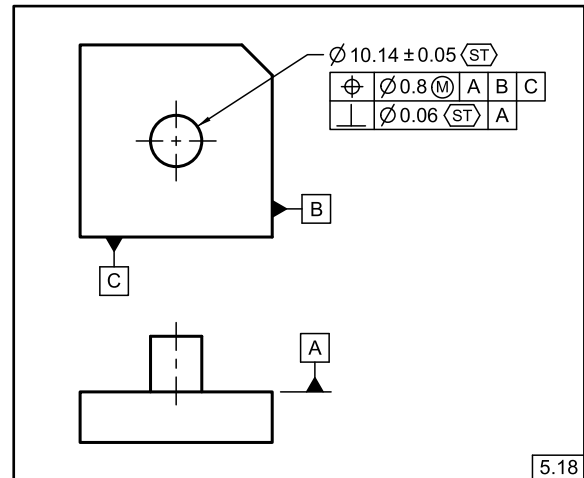 Ø 10.14 ± 0.05 ST
⌖ Ø 0.8 Ⓜ A B C
⟂ Ø 0.06 ST A
B
C
A
5.18